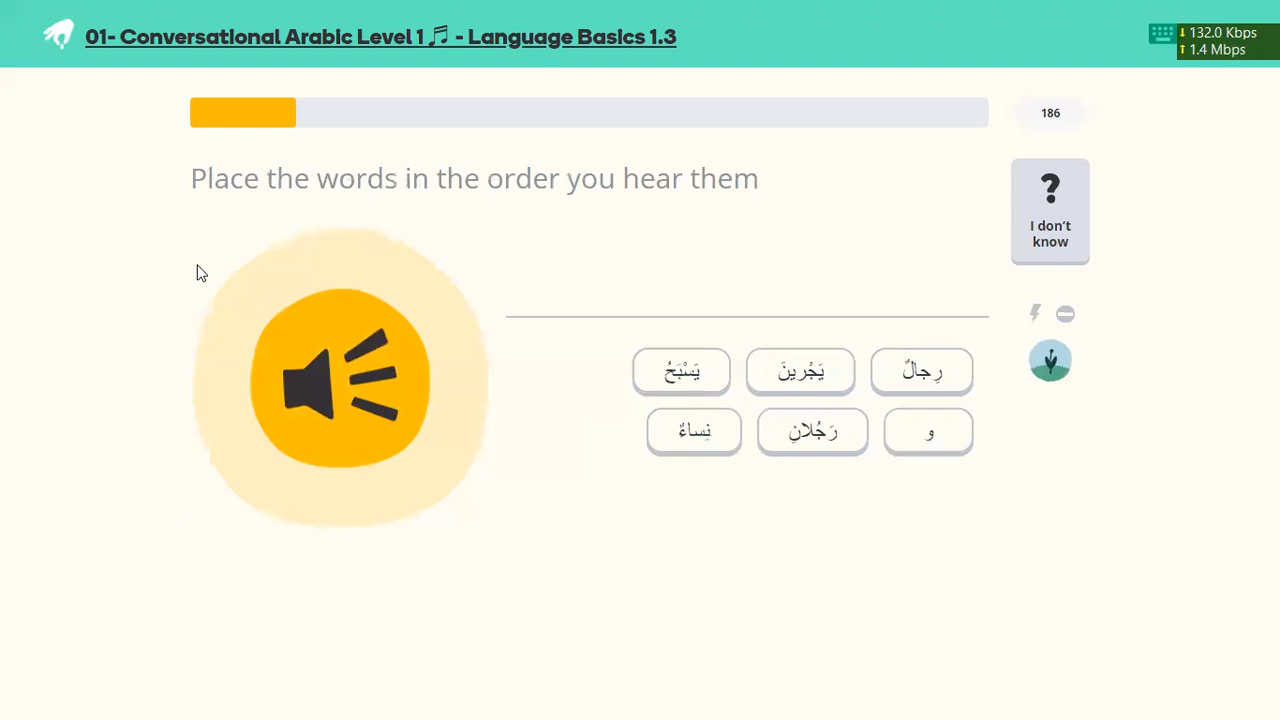 01- Conversational Arabic Level 1 🎵 - Language Basics 1.3
132.0 Kbps
1.4 Mbps
186
Place the words in the order you hear them
?
I don't
know
رِجالٌ يَجْرينَ يَسْبَحُ
و رَجُلانِ نِساءٌ